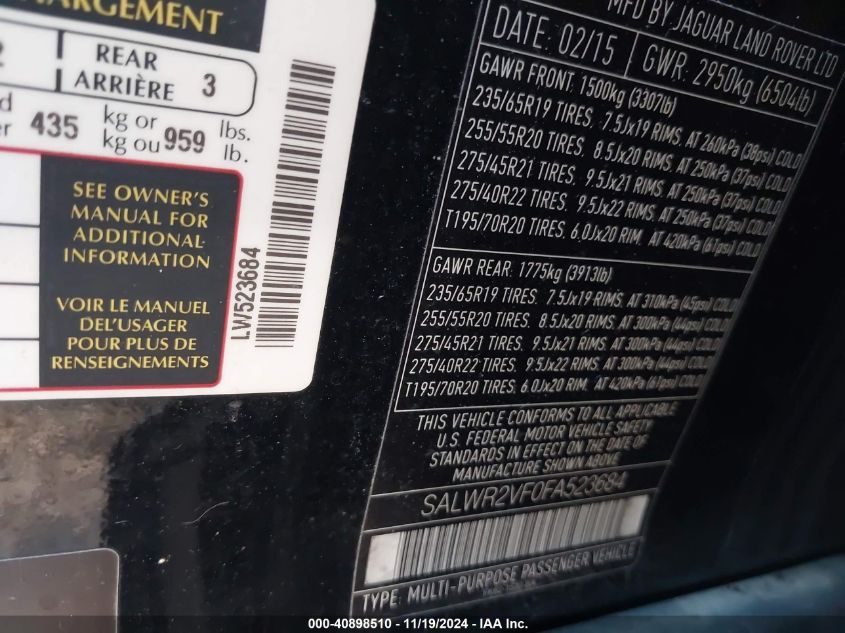 CHARGEMENT
2
REAR
ARRIÈRE
3
435 kg or 959 lbs.
kg ou lb.
SEE OWNER'S
MANUAL FOR
ADDITIONAL
INFORMATION
VOIR LE MANUEL
DEL'USAGER
POUR PLUS DE
RENSEIGNEMENTS
LW523684
MFD BY JAGUAR LAND ROVER LTD
DATE: 02/15 GWR: 2950kg (6504lb)
GAWR FRONT: 1500kg (3307lb)
235/65R19 TIRES. 7.5Jx19 RIMS. AT 260kPa (38psi) COLD
255/55R20 TIRES. 8.5Jx20 RIMS. AT 250kPa (37psi) COLD
275/45R21 TIRES. 9.5Jx21 RIMS. AT 250kPa (37psi) COLD
275/40R22 TIRES. 9.5Jx22 RIMS. AT 250kPa (37psi) COLD
T195/70R20 TIRES. 6.0Jx20 RIM. AT 420kPa (61psi) COLD
GAWR REAR: 1775kg (3913lb)
235/65R19 TIRES. 7.5Jx19 RIMS. AT 310kPa (45psi) COLD
255/55R20 TIRES. 8.5Jx20 RIMS. AT 300kPa (44psi) COLD
275/45R21 TIRES. 9.5Jx21 RIMS. AT 300kPa (44psi) COLD
275/40R22 TIRES. 9.5Jx22 RIMS. AT 300kPa (44psi) COLD
T195/70R20 TIRES. 6.0Jx20 RIM. AT 420kPa (61psi) COLD
THIS VEHICLE CONFORMS TO ALL APPLICABLE
U.S. FEDERAL MOTOR VEHICLE SAFETY
STANDARDS IN EFFECT ON THE DATE OF
MANUFACTURE SHOWN ABOVE.
SALWR2VF0FA523684
TYPE: MULTI-PURPOSE PASSENGER VEHICLE
000-40898510 - 11/19/2024 - IAA Inc.